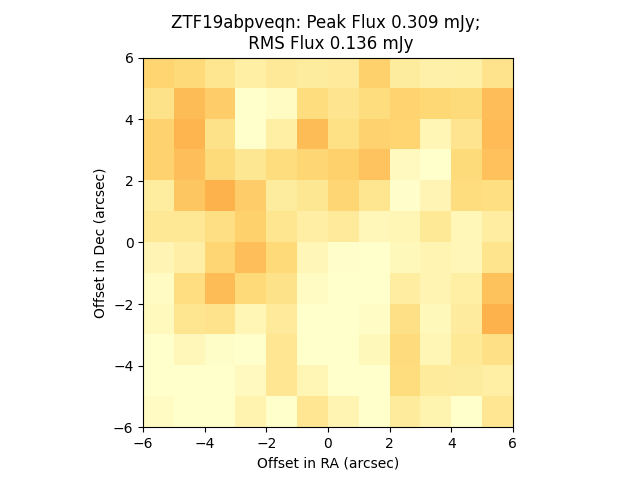 ZTF19abpveqn: Peak Flux 0.309 mJy;
RMS Flux 0.136 mJy
6
4
2
0
−2
−4
−6
Offset in Dec (arcsec)
−6 −4 −2 0 2 4 6
Offset in RA (arcsec)